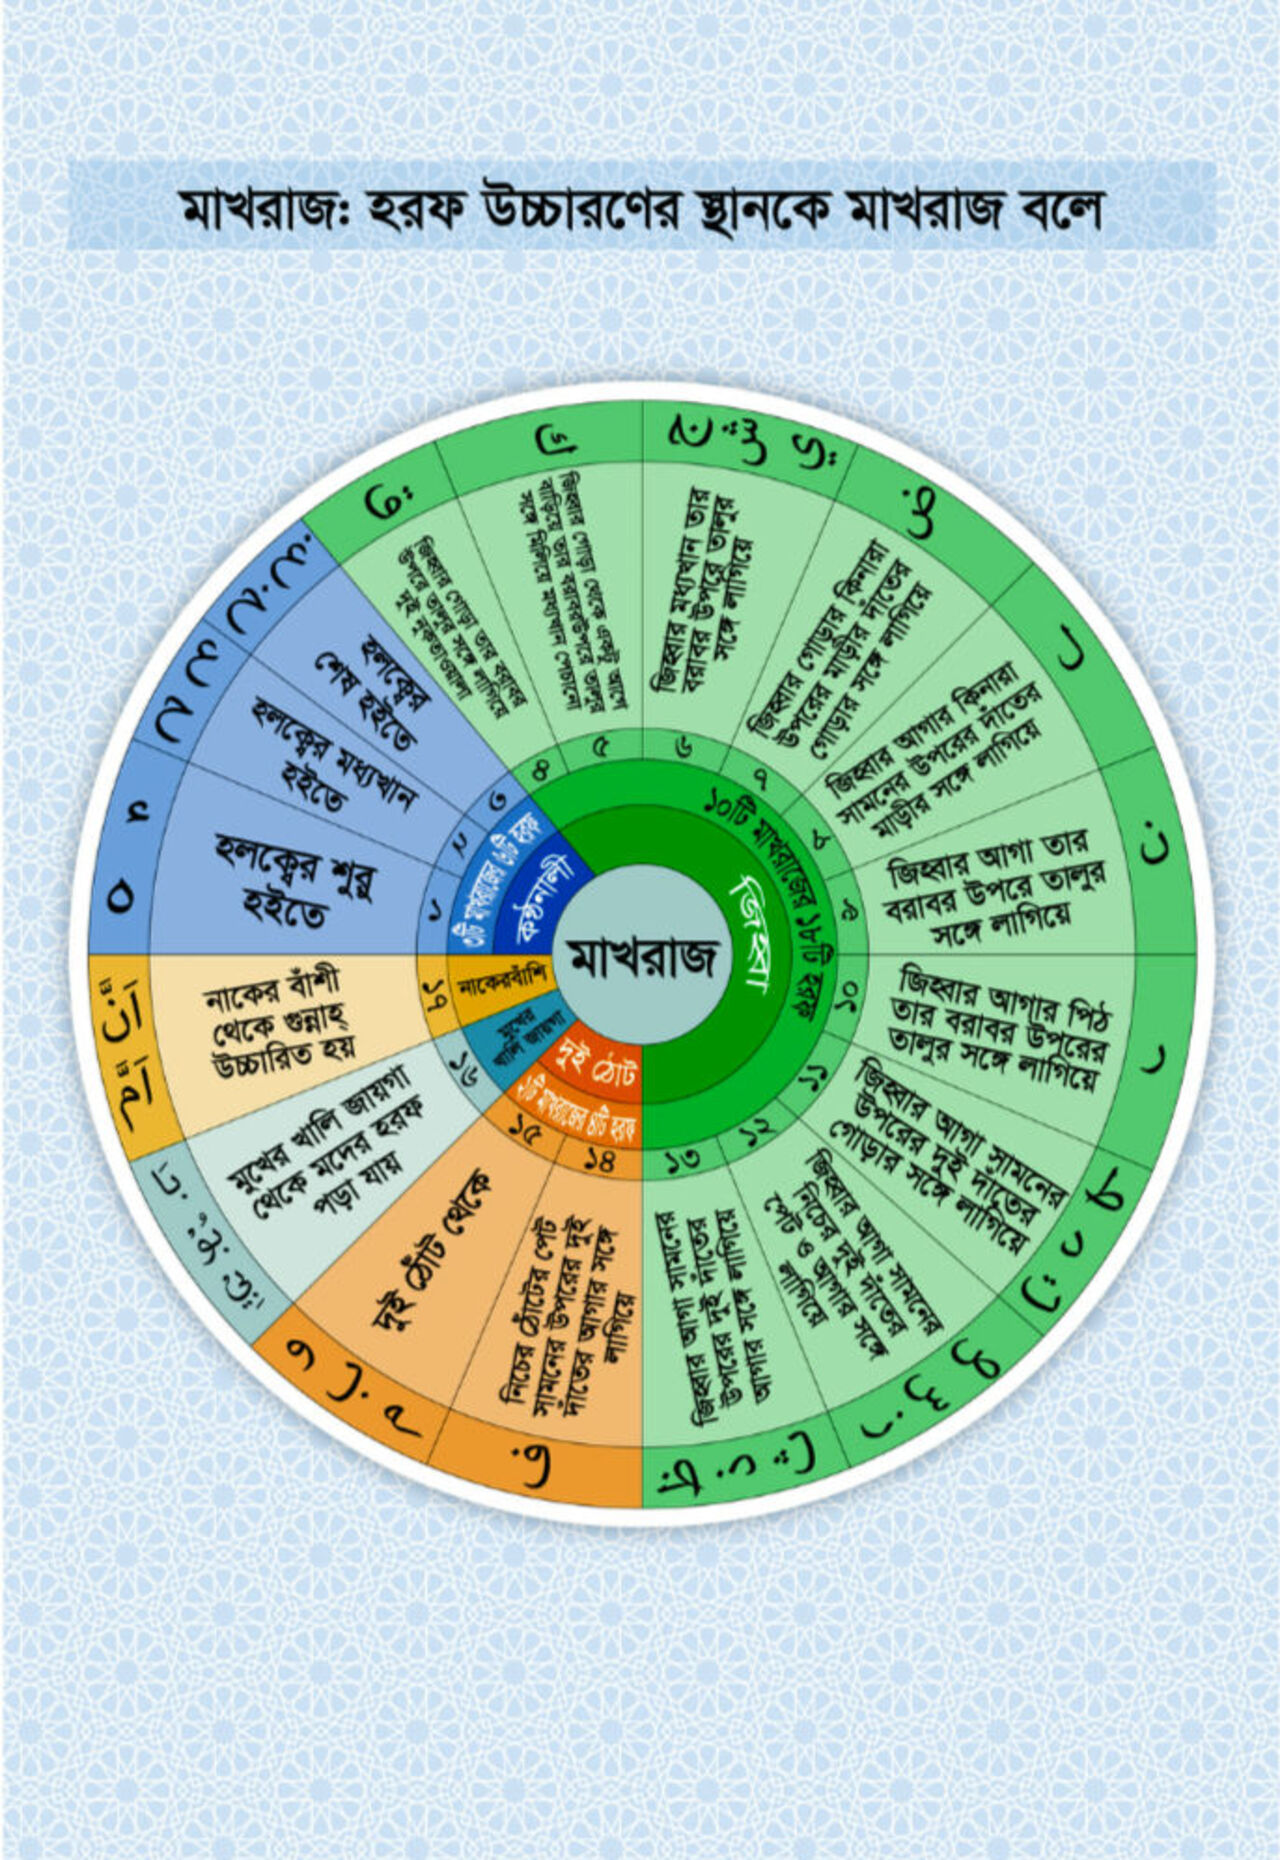 মাখরাজ: হরফ উচ্চারণের স্থানকে মাখরাজ বলে
মাখরাজ
কণ্ঠনালী
৩টি মাখরাজের ৬টি হরফ
১
হলক্বের শুরু
হইতে
ء ه
২
হলক্বের মধ্যখান
হইতে
ع ح
৩
হলক্বের
শেষ হইতে
غ خ
জিহ্বা
১০টি মাখরাজের ১৮টি হরফ
৪
জিহ্বার গোড়া তার বরাবর
উপরে তালুর সঙ্গে লাগিয়ে
দুই নুকতাওয়ালা
ق
৫
জিহ্বার গোড়া থেকে একটু আগে
বাড়িয়ে তার বরাবরউপরে তালুর
সঙ্গে মিলিয়ে মধ্যখান পেচানো
ك
৬
জিহ্বার মধ্যখান তার
বরাবর উপরে তালুর
সঙ্গে লাগিয়ে
ج ش ي
৭
জিহ্বার গোড়ার কিনারা
উপরের মাড়ীর দাঁতের
গোড়ার সঙ্গে লাগিয়ে
ض
৮
জিহ্বার আগার কিনারা
সামনের উপরের দাঁতের
মাড়ীর সঙ্গে লাগিয়ে
ل
৯
জিহ্বার আগা তার
বরাবর উপরে তালুর
সঙ্গে লাগিয়ে
ن
১০
জিহ্বার আগার পিঠ
তার বরাবর উপরের
তালুর সঙ্গে লাগিয়ে
ر
১১
জিহ্বার আগা সামনের
উপরের দুই দাঁতের
গোড়ার সঙ্গে লাগিয়ে
ط د ت
১২
জিহ্বার আগা সামনের
নিচের দুই দাঁতের
পেট ও আগার সঙ্গে
লাগিয়ে
ص س ز
১৩
জিহ্বার আগা সামনের
উপরের দুই দাঁতের
আগার সঙ্গে লাগিয়ে
ظ ذ ث
দুই ঠোট
২টি মাখরাজের ৪টি হরফ
১৪
নিচের ঠোঁটের পেট
সামনের উপরের দুই
দাঁতের আগার সঙ্গে
লাগিয়ে
ف
১৫
দুই ঠোঁট থেকে
و ب م
মুখের
খালি জায়গা
১৬
মুখের খালি জায়গা
থেকে মদের হরফ
পড়া যায়
নাকেরবাঁশি
১৭
নাকের বাঁশী
থেকে গুন্নাহ্
উচ্চারিত হয়